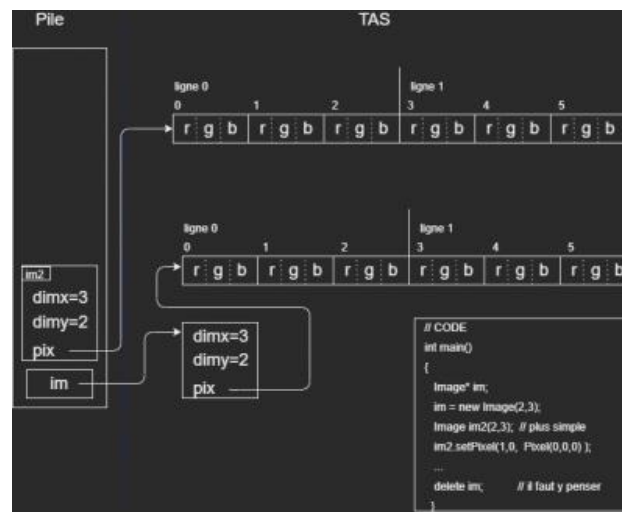 Pile TAS
ligne 0 ligne 1
0 1 2 3 4 5
r g b r g b r g b r g b r g b r g b
ligne 0 ligne 1
0 1 2 3 4 5
r g b r g b r g b r g b r g b r g b
im2
dimx=3
dimy=2
pix
im
dimx=3
dimy=2
pix
// CODE
int main()
{
Image* im;
im = new Image(2,3);
Image im2(2,3); // plus simple
im2.setPixel(1,0, Pixel(0,0,0) );
...
delete im; // il faut y penser
}